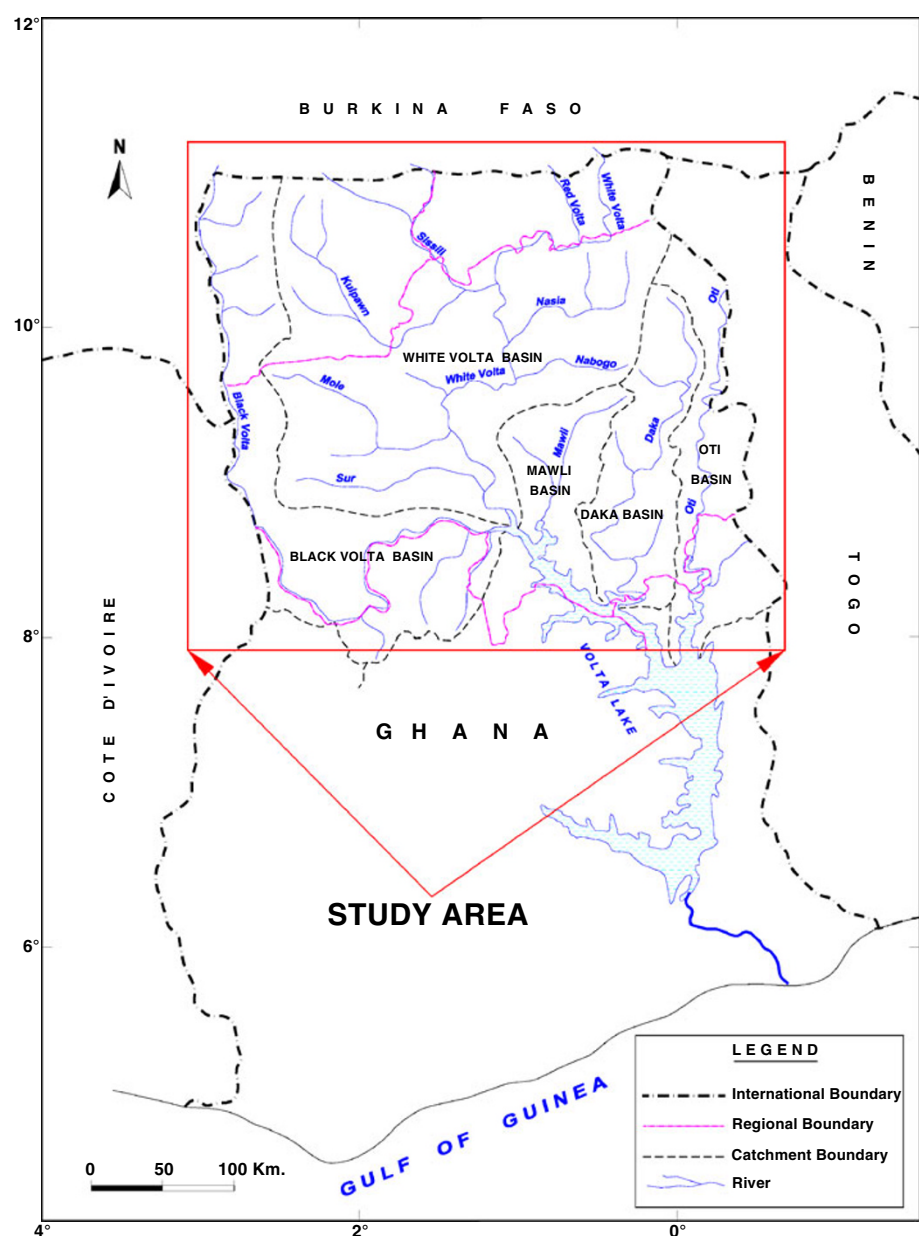 12°
BURKINA FASO
N
BENIN
Red Volta
White Volta
Sissili
Kulpawn
Oti
Nasia
10°
WHITE VOLTA BASIN
Nabogo
White Volta
Mole
Black Volta
Daka
Mawli
OTI
BASIN
MAWLI
BASIN
Sur
Oti
DAKA BASIN
BLACK VOLTA BASIN
TOGO
8°
COTE D'IVOIRE
VOLTA LAKE
GHANA
STUDY AREA
6°
LEGEND
International Boundary
Regional Boundary
Catchment Boundary
River
GULF OF GUINEA
0 50 100 Km.
4° 2° 0°